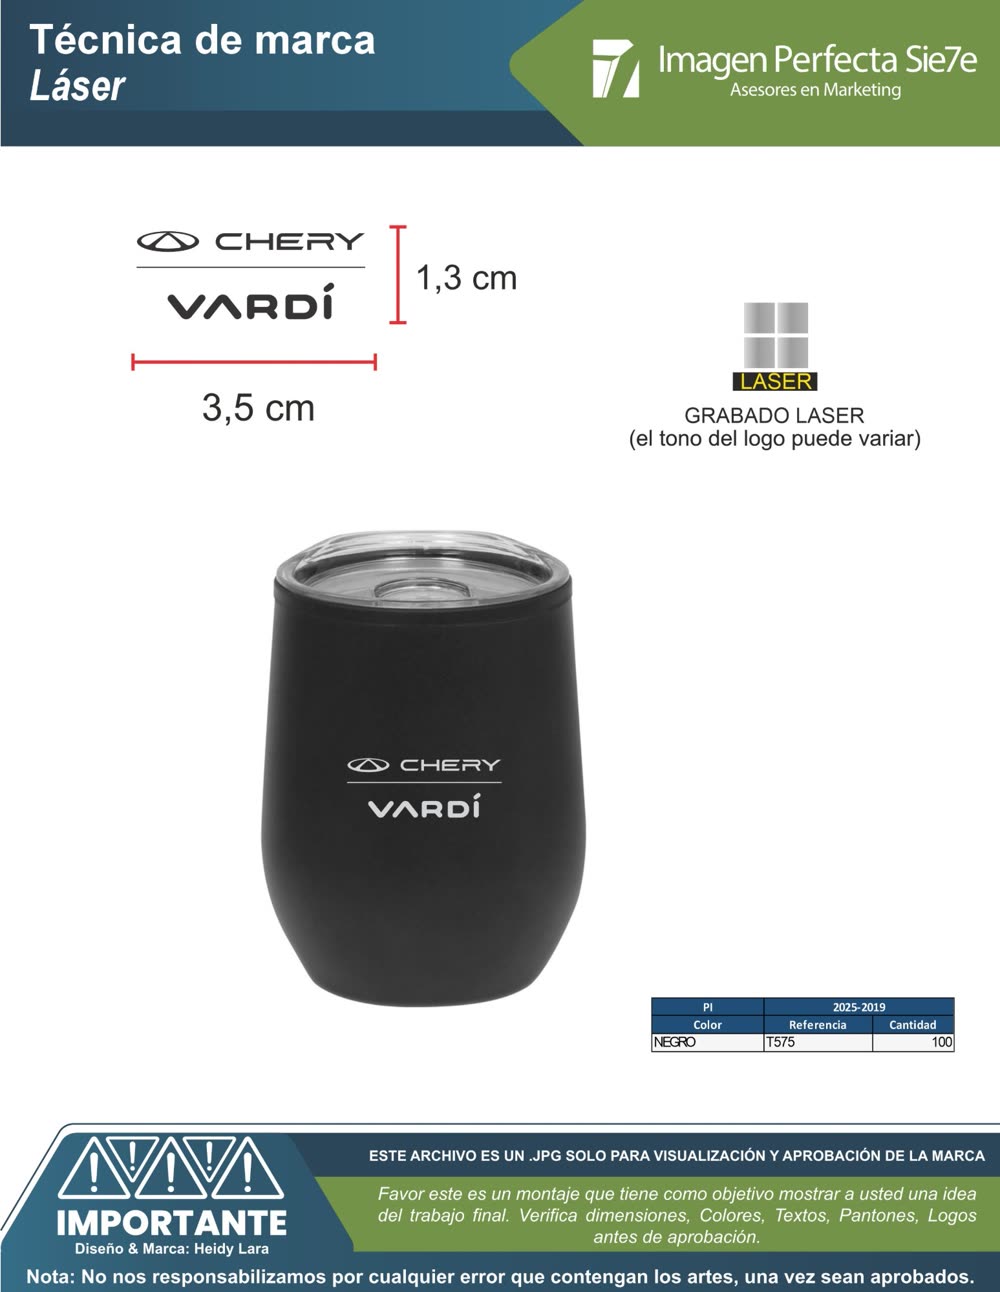 Técnica de marca
Láser
Imagen Perfecta Sie7e
Asesores en Marketing
CHERY
VARDÍ
1,3 cm
3,5 cm
LASER
GRABADO LASER
(el tono del logo puede variar)
CHERY
VARDÍ
PI 2025-2019
Color Referencia Cantidad
NEGRO T575 100
IMPORTANTE
Diseño & Marca: Heidy Lara
ESTE ARCHIVO ES UN .JPG SOLO PARA VISUALIZACIÓN Y APROBACIÓN DE LA MARCA
Favor este es un montaje que tiene como objetivo mostrar a usted una idea
del trabajo final. Verifica dimensiones, Colores, Textos, Pantones, Logos
antes de aprobación.
Nota: No nos responsabilizamos por cualquier error que contengan los artes, una vez sean aprobados.